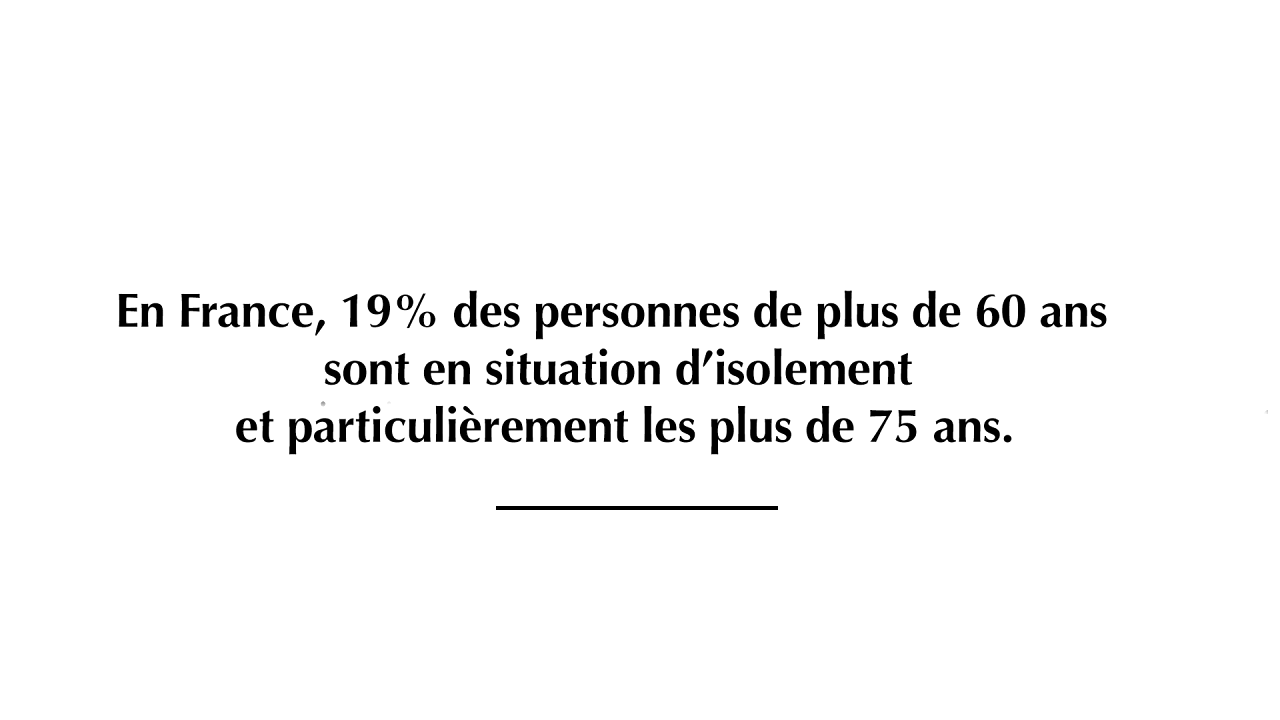 En France, 19% des personnes de plus de 60 ans
sont en situation d’isolement
et particulièrement les plus de 75 ans.